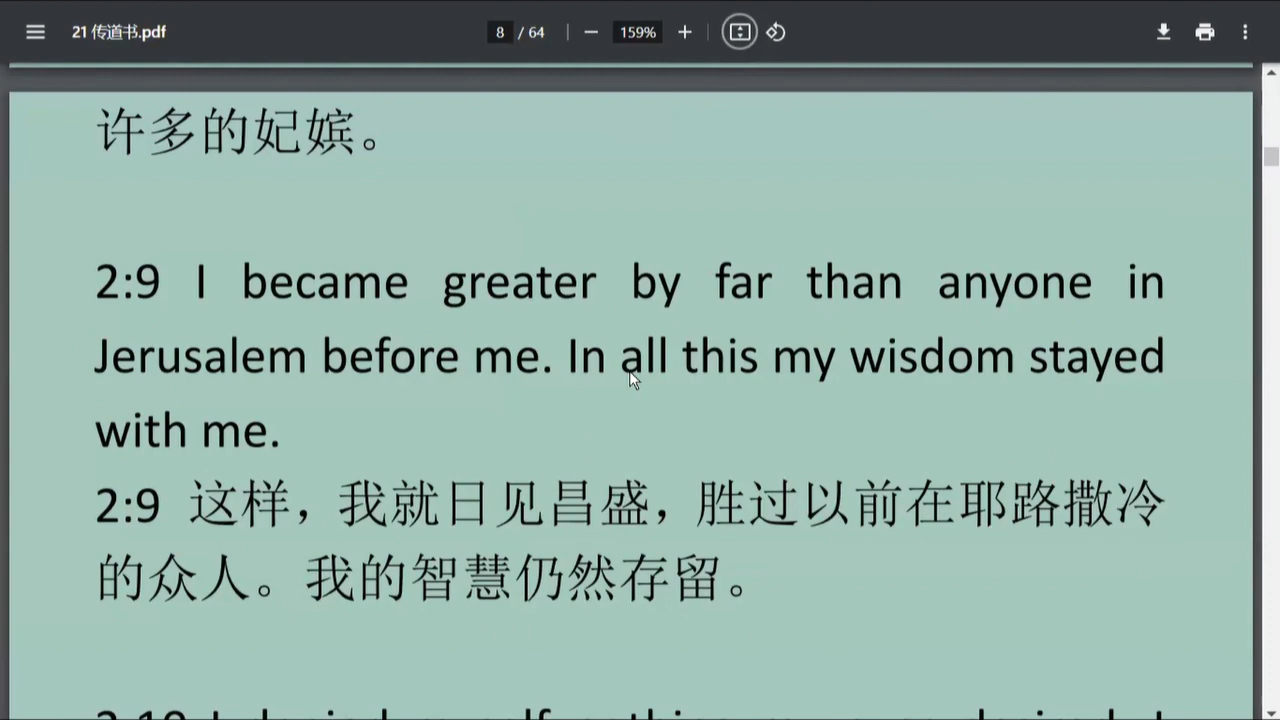 21 传道书.pdf
8 / 64
159%
许多的妃嫔。
2:9 I became greater by far than anyone in
Jerusalem before me. In all this my wisdom stayed
with me.
2:9 这样，我就日见昌盛，胜过以前在耶路撒冷
的众人。我的智慧仍然存留。